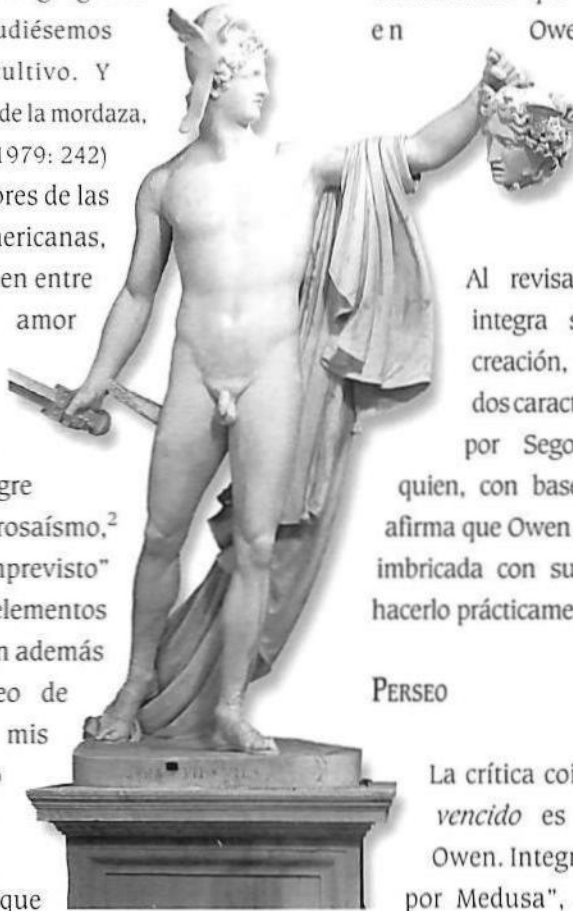 udiésemos
ultivo. Y
de la mordaza,
1979: 242)
ores de las
ericanas,
en entre
amor
gre
rosaísmo,²
nprevisto”
elementos
n además
eo de
mis
que
en Owe
Al revisa
integra s
creación,
dos caract
por Sego
quien, con base
afirma que Owen
imbricada con su
hacerlo prácticame
PERSEO
La crítica coi
vencido es
Owen. Integr
por Medusa”,